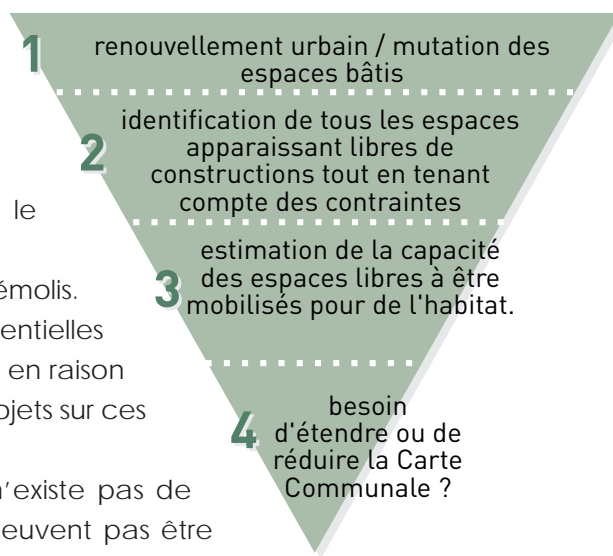 1 renouvellement urbain / mutation des
espaces bâtis
2 identification de tous les espaces
apparaissant libres de
constructions tout en tenant
compte des contraintes
3 estimation de la capacité
des espaces libres à être
mobilisés pour de l'habitat.
4 besoin
d'étendre ou de
réduire la Carte
Communale ?
le
émolis.
entielles
en raison
ojets sur ces
n'existe pas de
euvent pas être